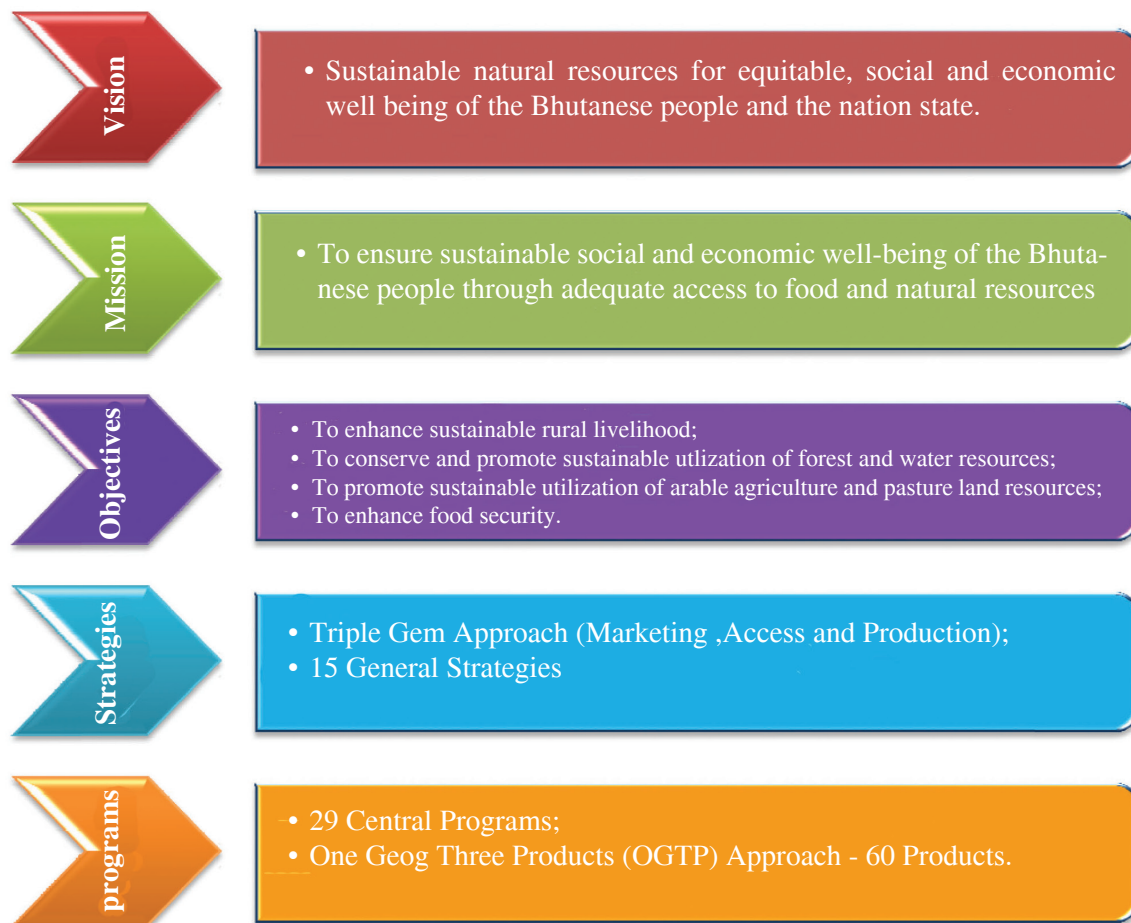 Vision
• Sustainable natural resources for equitable, social and economic
well being of the Bhutanese people and the nation state.
Mission
• To ensure sustainable social and economic well-being of the Bhuta-
nese people through adequate access to food and natural resources
Objectives
• To enhance sustainable rural livelihood;
• To conserve and promote sustainable utlization of forest and water resources;
• To promote sustainable utilization of arable agriculture and pasture land resources;
• To enhance food security.
Strategies
• Triple Gem Approach (Marketing ,Access and Production);
• 15 General Strategies
programs
• 29 Central Programs;
• One Geog Three Products (OGTP) Approach - 60 Products.